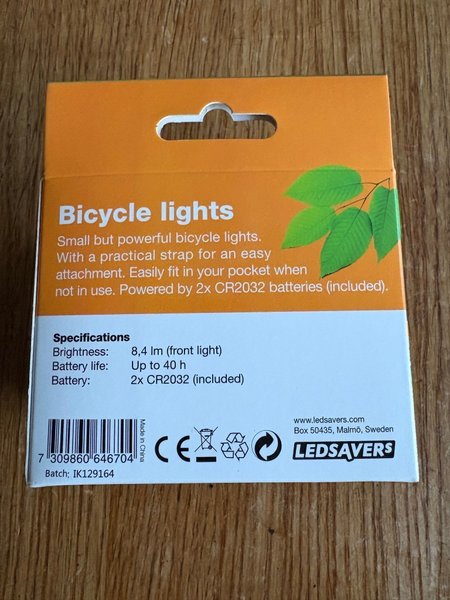 Bicycle lights
Small but powerful bicycle lights.
With a practical strap for an easy
attachment. Easily fit in your pocket when
not in use. Powered by 2x CR2032 batteries (included).
Specifications
Brightness: 8,4 lm (front light)
Battery life: Up to 40 h
Battery: 2x CR2032 (included)
7 309860 646704
Batch: IK129164
Made in China
CE
www.ledsavers.com
Box 50435, Malmö, Sweden
LEDSAVERS